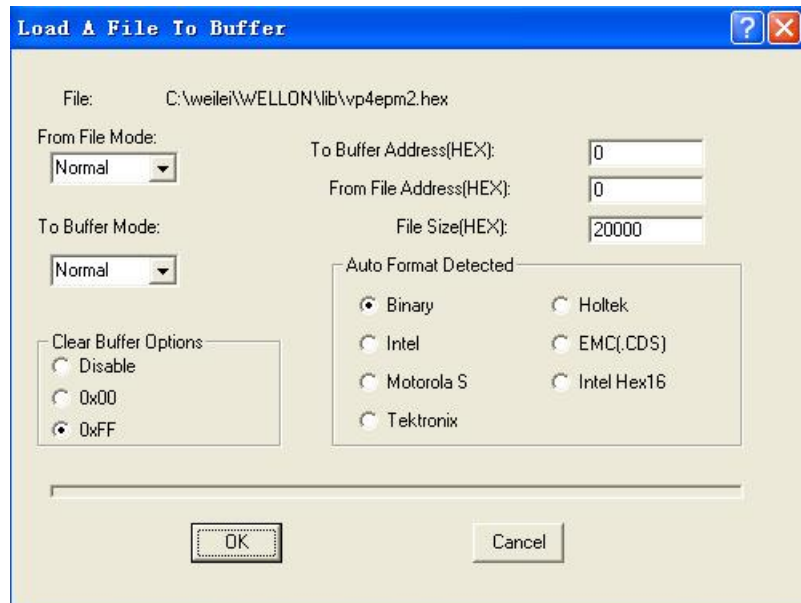 Load A File To Buffer
File: C:\weilei\WELLON\lib\vp4epm2.hex
From File Mode:
Normal
To Buffer Mode:
Normal
To Buffer Address(HEX): 0
From File Address(HEX): 0
File Size(HEX): 20000
Clear Buffer Options
Disable
0x00
0xFF
Auto Format Detected
Binary
Intel
Motorola S
Tektronix
Holtek
EMC(.CDS)
Intel Hex16
OK
Cancel